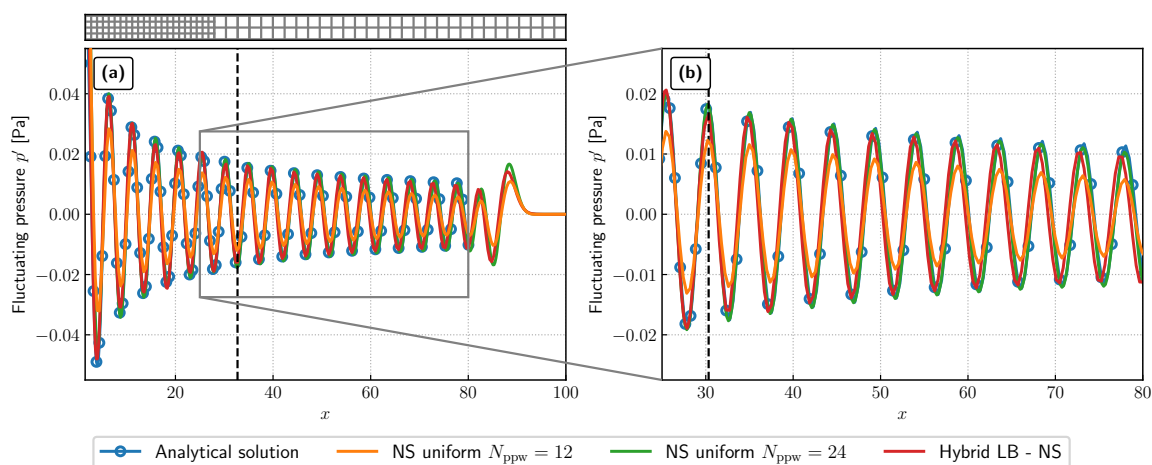 (a)
Fluctuating pressure p′ [Pa]
0.04
0.02
0.00
−0.02
−0.04
20 40 60 80 100
x
(b)
Fluctuating pressure p′ [Pa]
0.02
0.01
0.00
−0.01
−0.02
30 40 50 60 70 80
x
Analytical solution NS uniform N_ppw = 12 NS uniform N_ppw = 24 Hybrid LB - NS